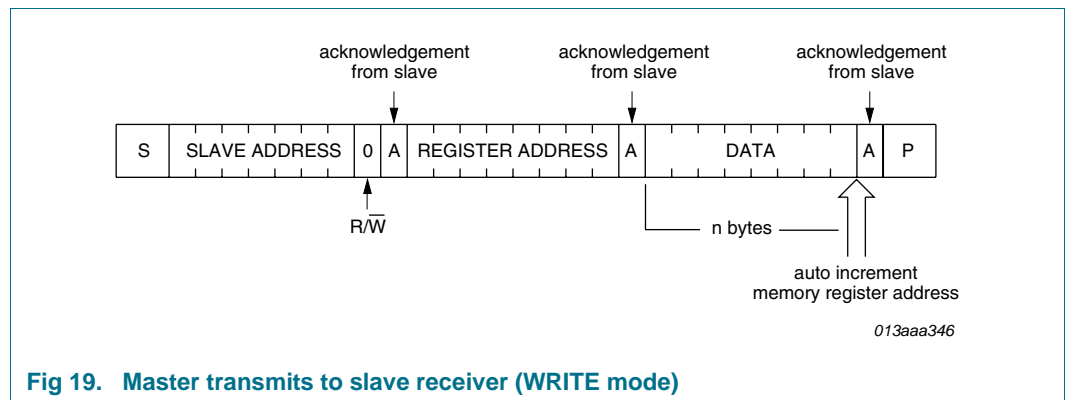 acknowledgement
from slave
acknowledgement
from slave
acknowledgement
from slave
S SLAVE ADDRESS 0 A REGISTER ADDRESS A DATA A P
R/W̅
n bytes
auto increment
memory register address
013aaa346
Fig 19. Master transmits to slave receiver (WRITE mode)